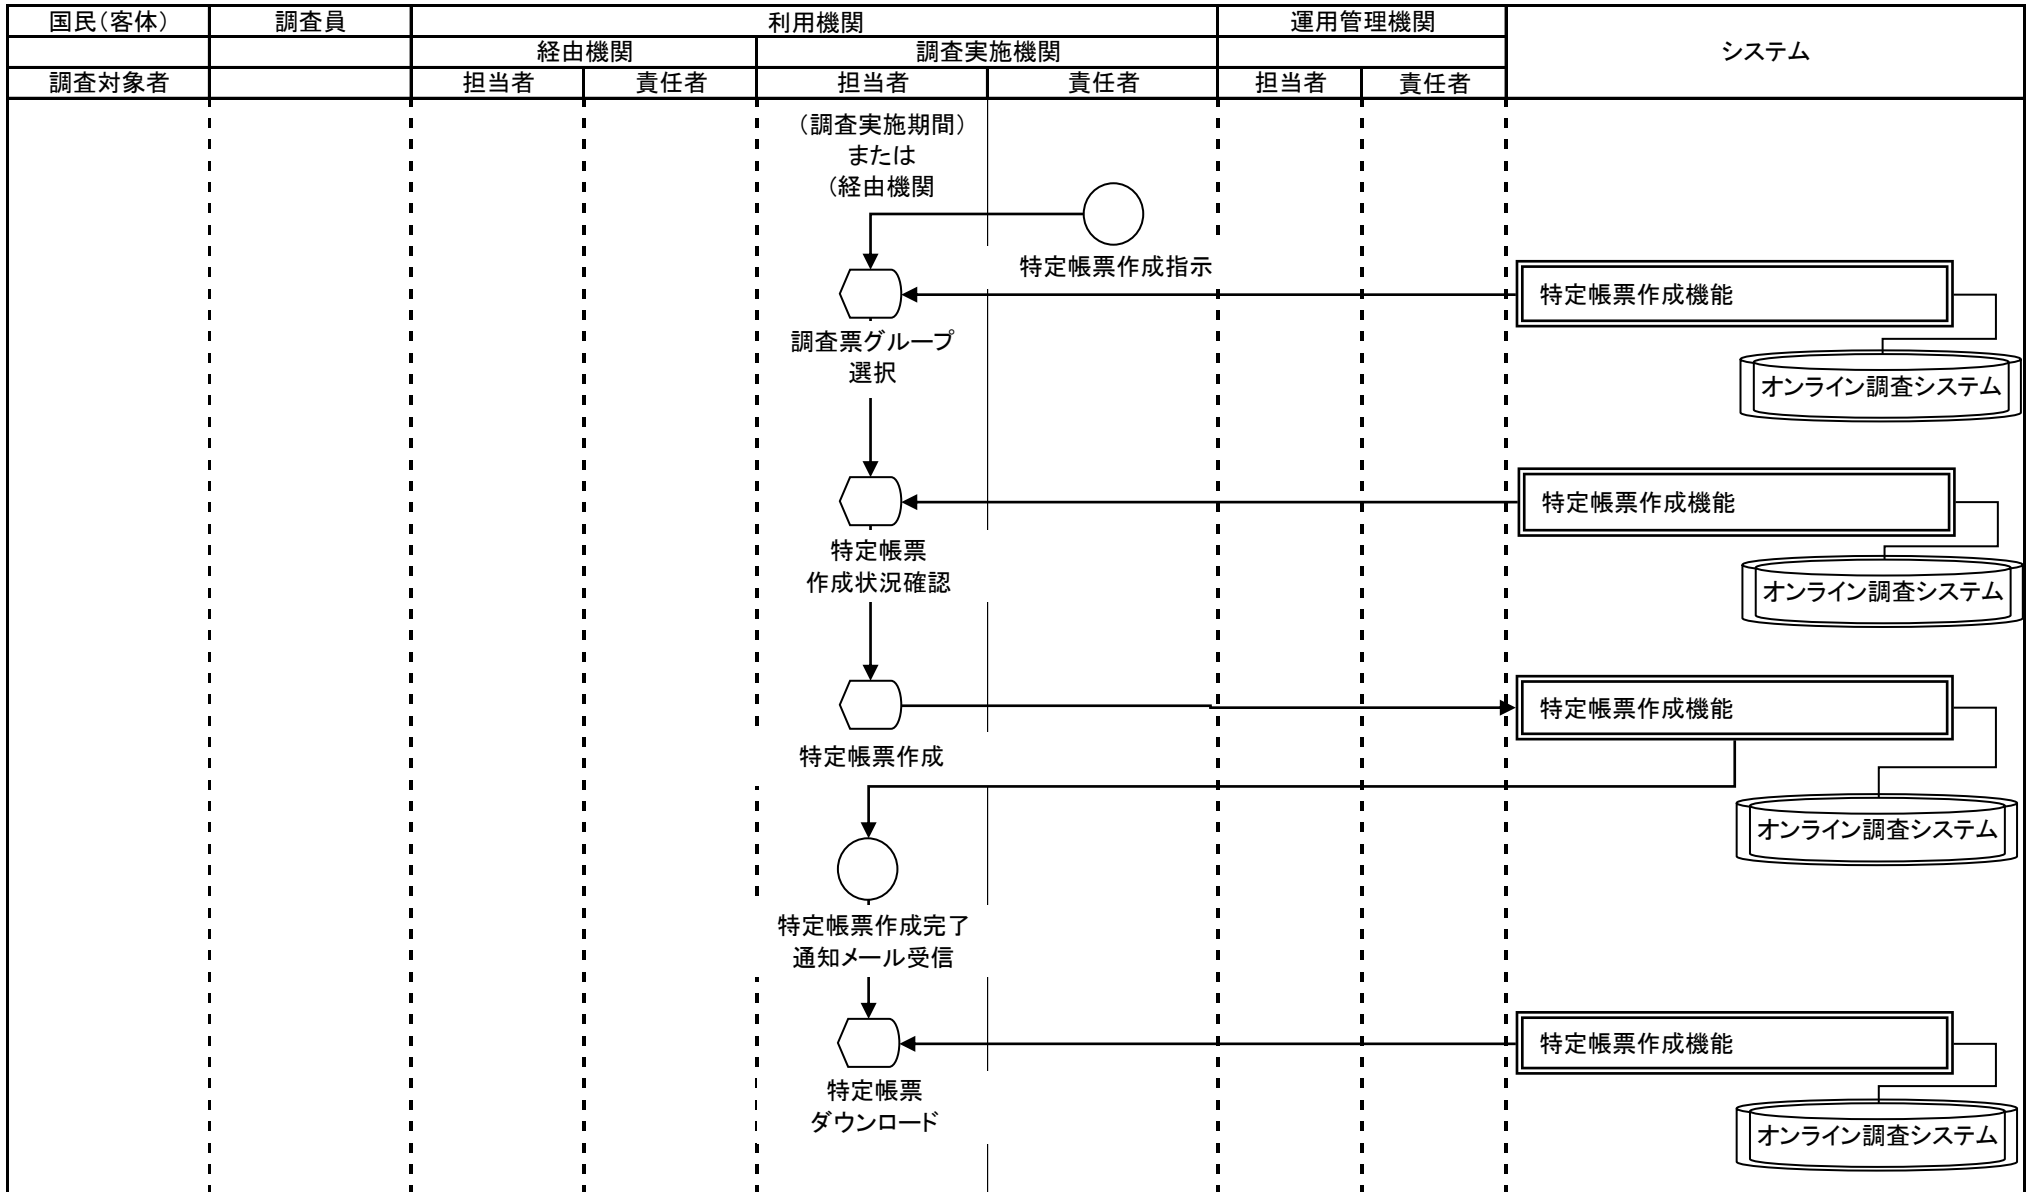 国民(客体)
調査員
利用機関
運用管理機関
システム
経由機関
調査実施機関
調査対象者
担当者
責任者
担当者
責任者
担当者
責任者
(調査実施期間)
または
(経由機関
特定帳票作成指示
特定帳票作成機能
調査票グループ
選択
オンライン調査システム
特定帳票作成機能
特定帳票
作成状況確認
オンライン調査システム
特定帳票作成機能
特定帳票作成
オンライン調査システム
特定帳票作成完了
通知メール受信
特定帳票作成機能
特定帳票
ダウンロード
オンライン調査システム